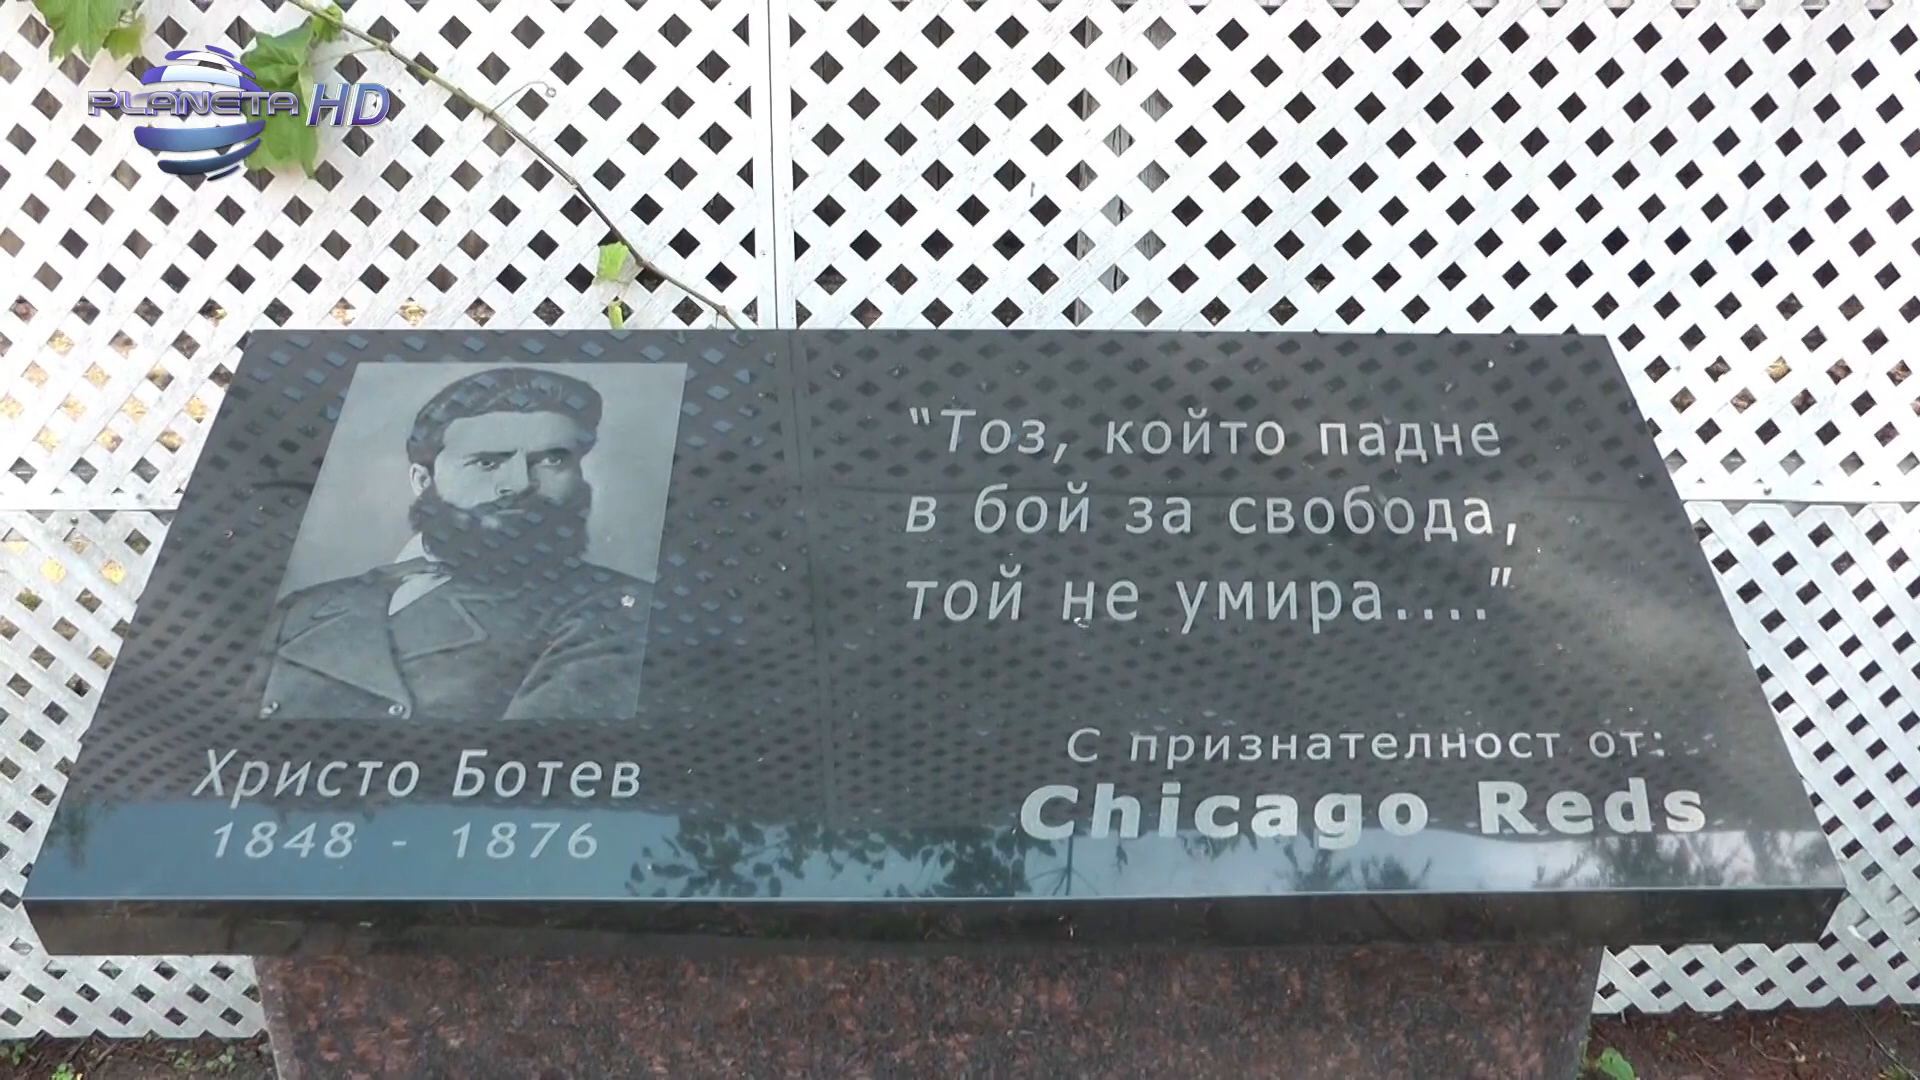 PLANETA HD
"Тоз, който падне
в бой за свобода,
той не умира...."
Христо Ботев
1848 - 1876
С признателност от:
Chicago Reds